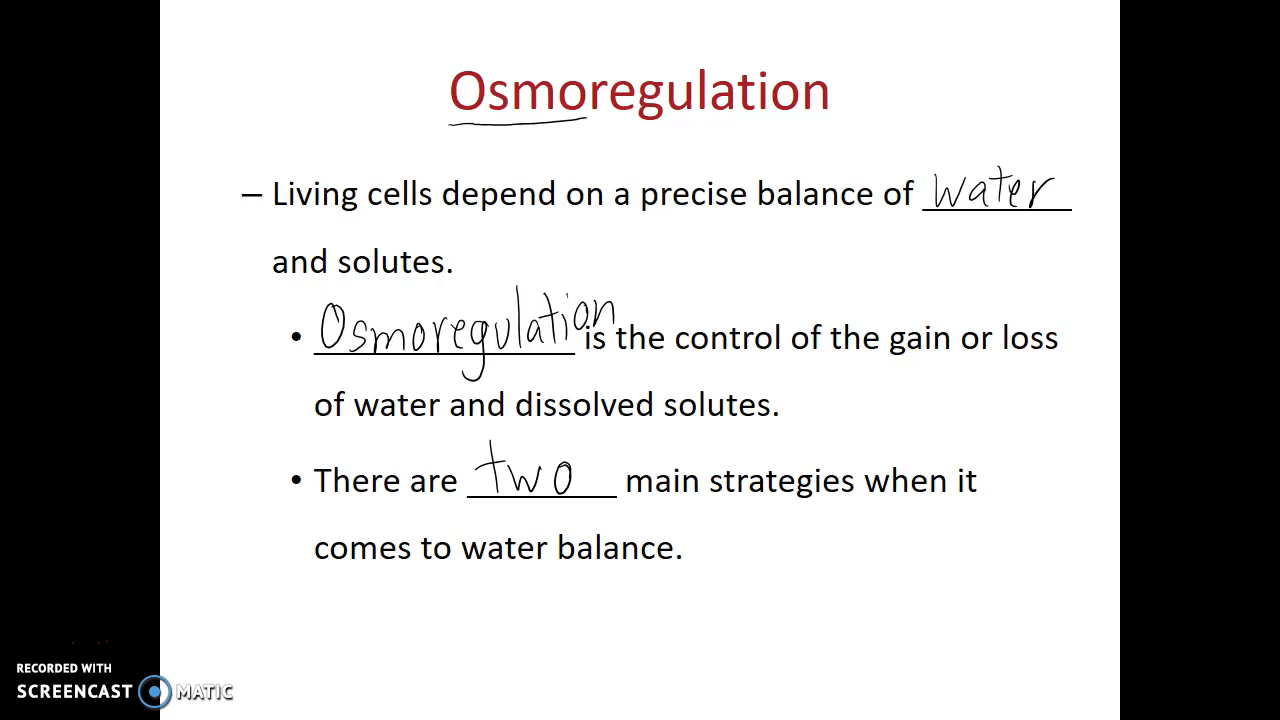 Osmoregulation
– Living cells depend on a precise balance of water
and solutes.
• Osmoregulation is the control of the gain or loss
of water and dissolved solutes.
• There are two main strategies when it
comes to water balance.
RECORDED WITH
SCREENCAST MATIC